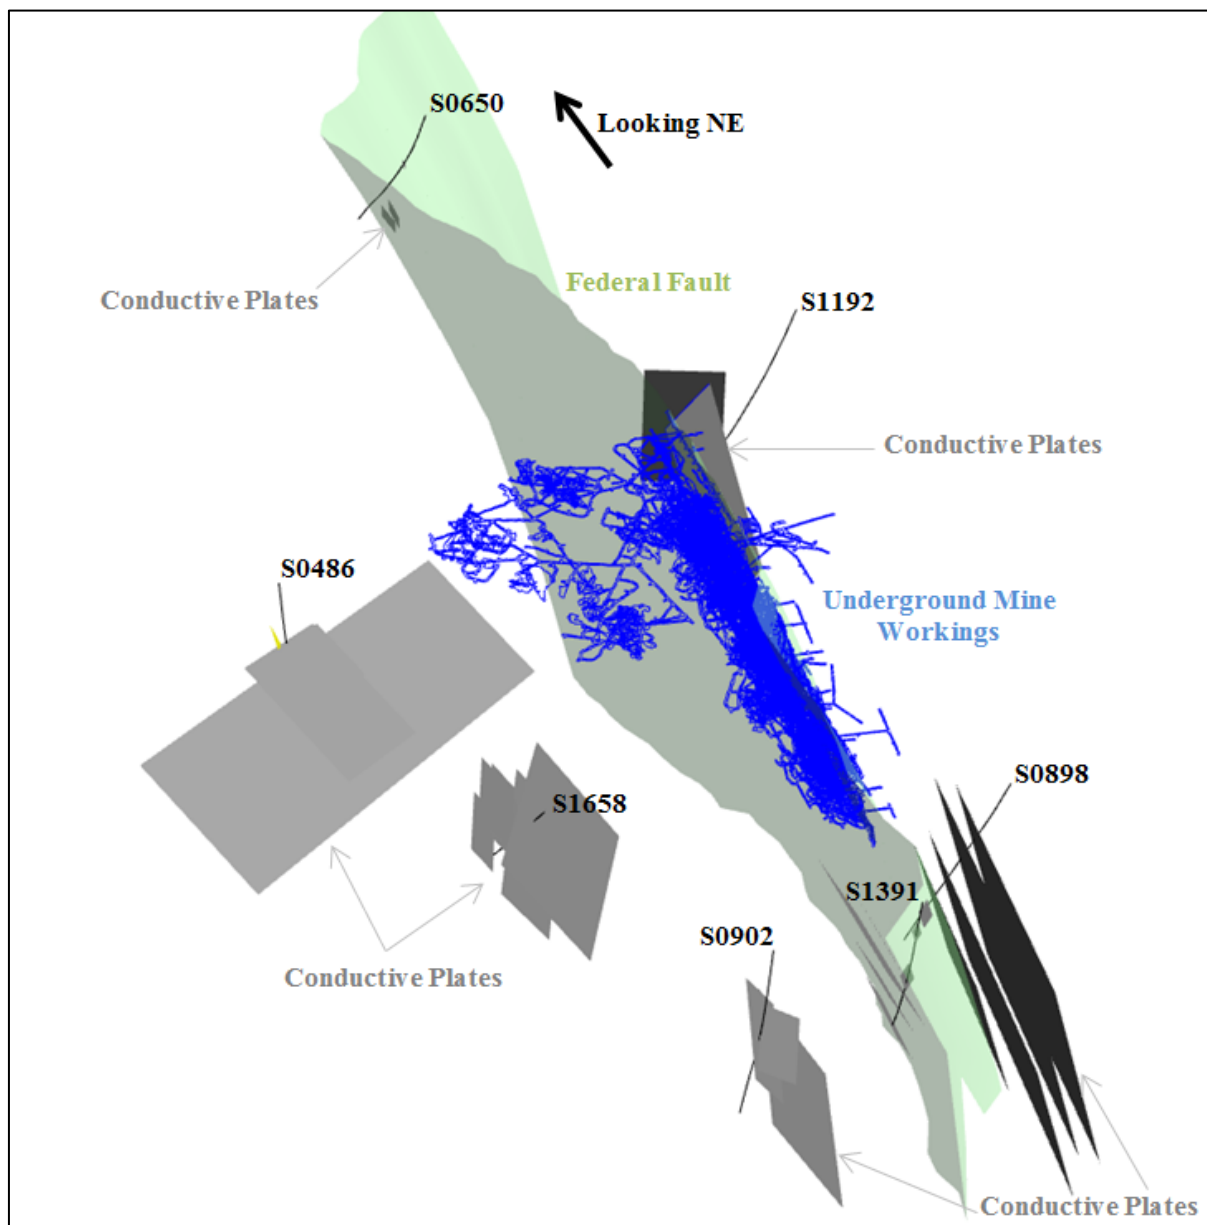 S0650
Looking NE
Federal Fault
Conductive Plates
S1192
Conductive Plates
S0486
Underground Mine
Workings
S0898
S1658
S1391
S0902
Conductive Plates
Conductive Plates